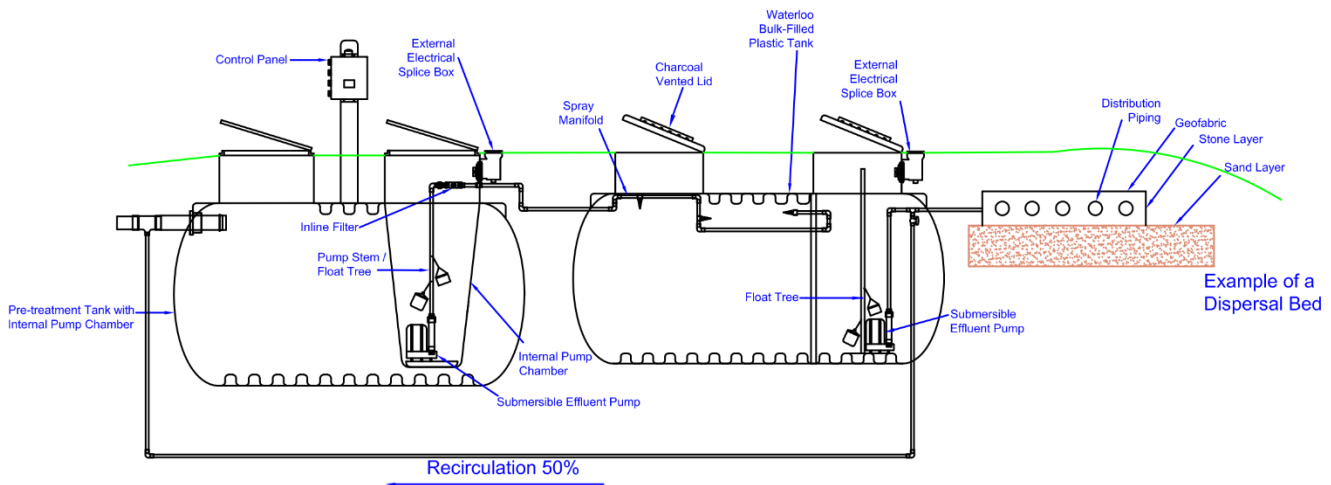 Control Panel
External
Electrical
Splice Box
Charcoal
Vented Lid
Waterloo
Bulk-Filled
Plastic Tank
External
Electrical
Splice Box
Spray
Manifold
Distribution
Piping
Geofabric
Stone Layer
Sand Layer
Inline Filter
Pump Stem /
Float Tree
Pre-treatment Tank with
Internal Pump Chamber
Float Tree
Submersible
Effluent Pump
Example of a
Dispersal Bed
Internal Pump
Chamber
Submersible Effluent Pump
Recirculation 50%